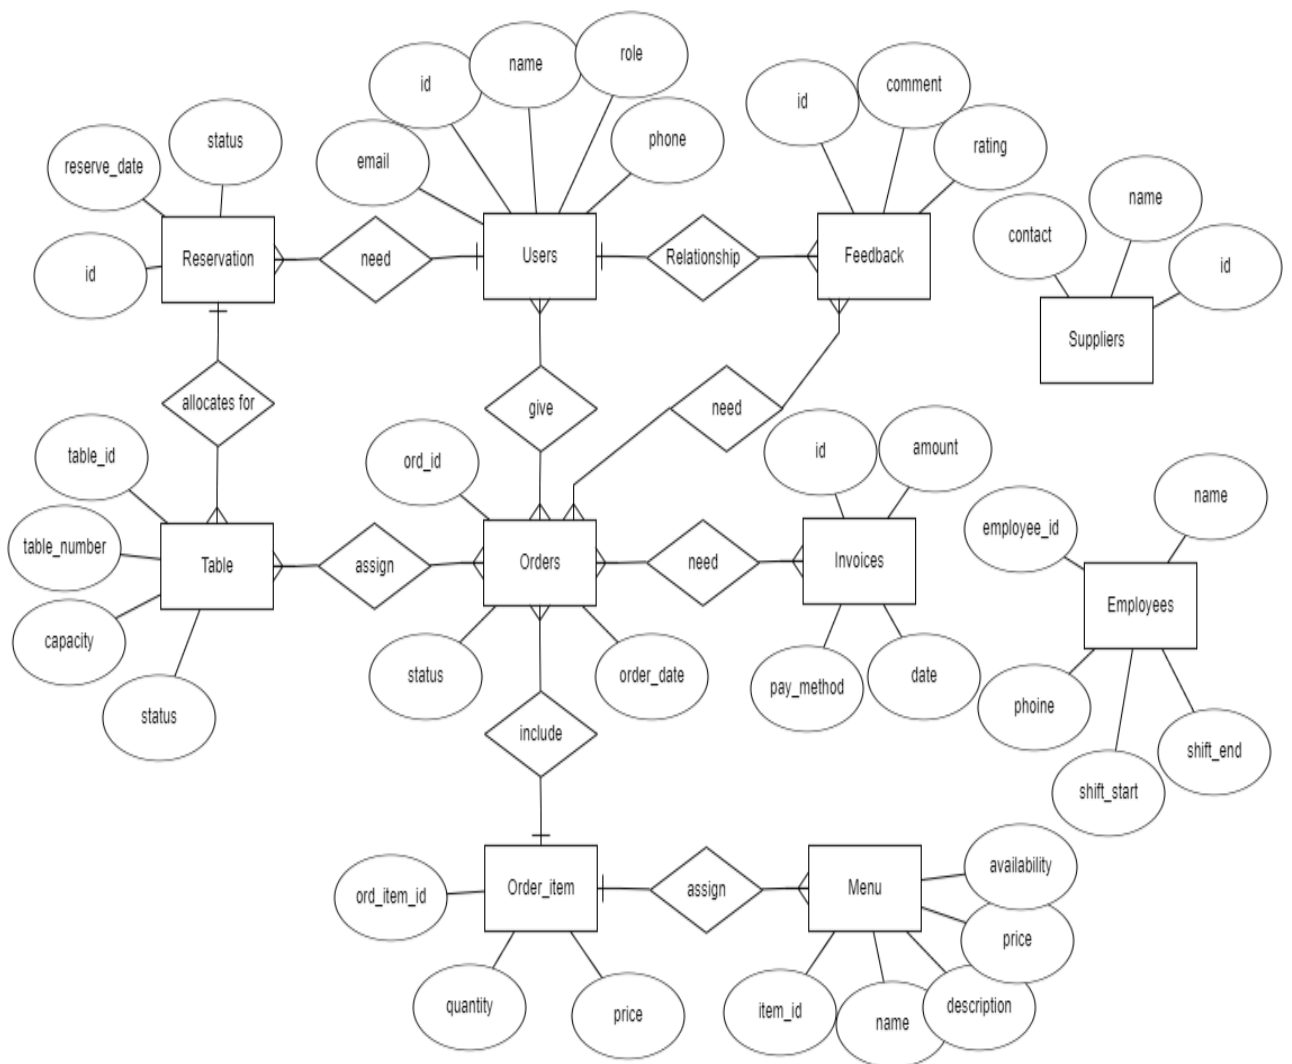 role
name
id
comment
id
status
phone
rating
email
reserve_date
name
contact
Reservation
need
Users
Relationship
Feedback
id
id
Suppliers
allocates for
give
need
id
amount
table_id
ord_id
name
employee_id
table_number
Table
assign
Orders
need
Invoices
Employees
capacity
status
order_date
pay_method
date
phoine
status
include
shift_end
shift_start
availability
ord_item_id
Order_item
assign
Menu
price
quantity
price
item_id
name
description